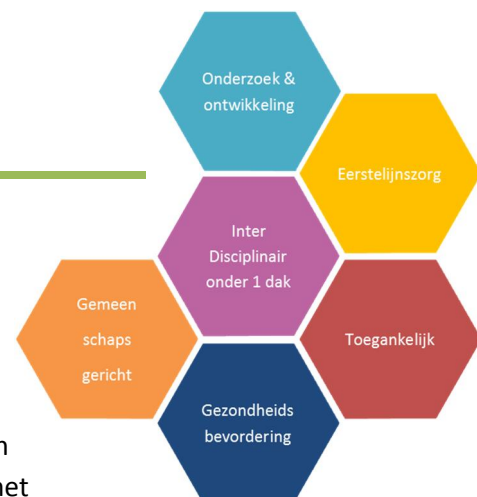 Onderzoek &
ontwikkeling
Eerstelijnszorg
Inter
Disciplinair
onder 1 dak
Gemeen
schaps
gericht
Toegankelijk
Gezondheids
bevordering